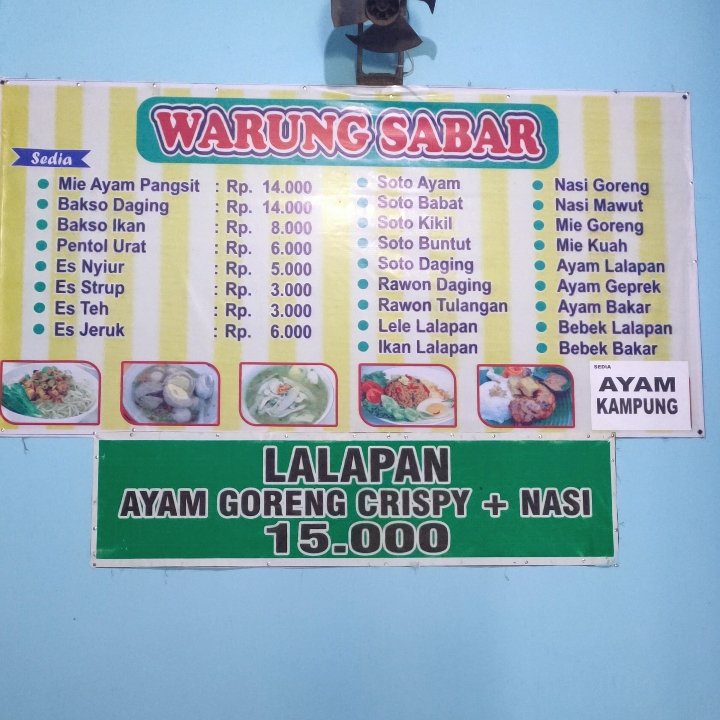 WARUNG SABAR
Sedia
Mie Ayam Pangsit : Rp. 14.000
Bakso Daging : Rp. 14.000
Bakso Ikan : Rp. 8.000
Pentol Urat : Rp. 6.000
Es Nyiur : Rp. 5.000
Es Strup : Rp. 3.000
Es Teh : Rp. 3.000
Es Jeruk : Rp. 6.000
Soto Ayam
Soto Babat
Soto Kikil
Soto Buntut
Soto Daging
Rawon Daging
Rawon Tulangan
Lele Lalapan
Ikan Lalapan
Nasi Goreng
Nasi Mawut
Mie Goreng
Mie Kuah
Ayam Lalapan
Ayam Geprek
Ayam Bakar
Bebek Lalapan
Bebek Bakar
SEDIA
AYAM
KAMPUNG
LALAPAN
AYAM GORENG CRISPY + NASI
15.000